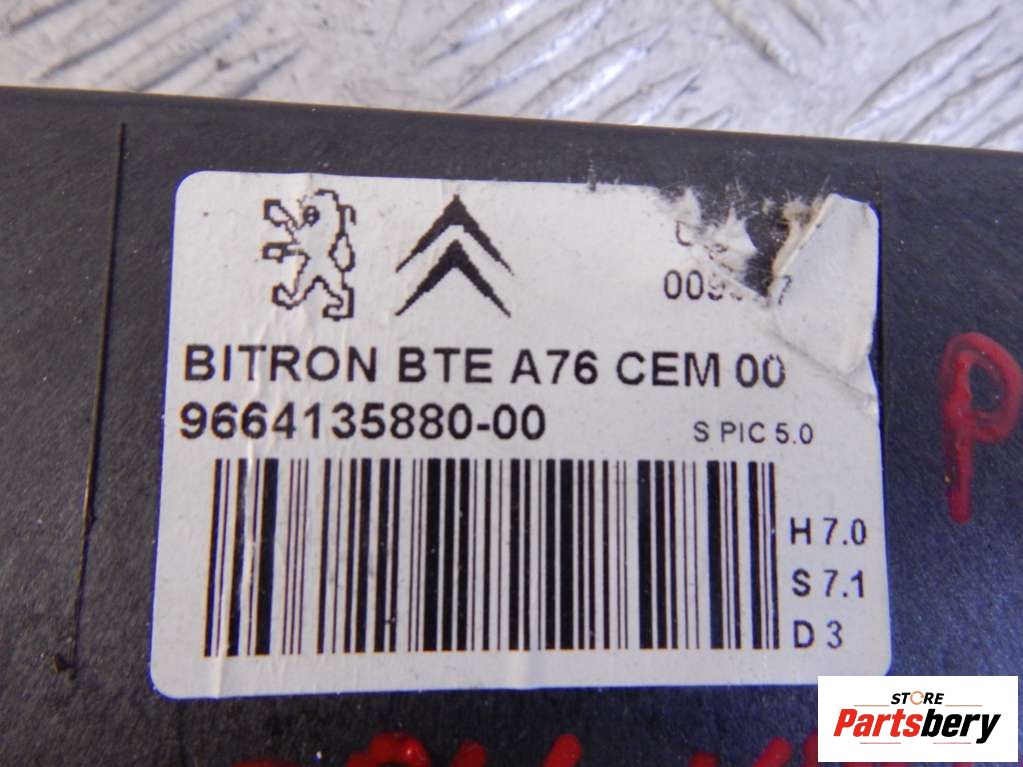 BITRON BTE A76 CEM 00
9664135880-00 S PIC 5.0
H 7.0
S 7.1
D 3
P
STORE
Partsbery